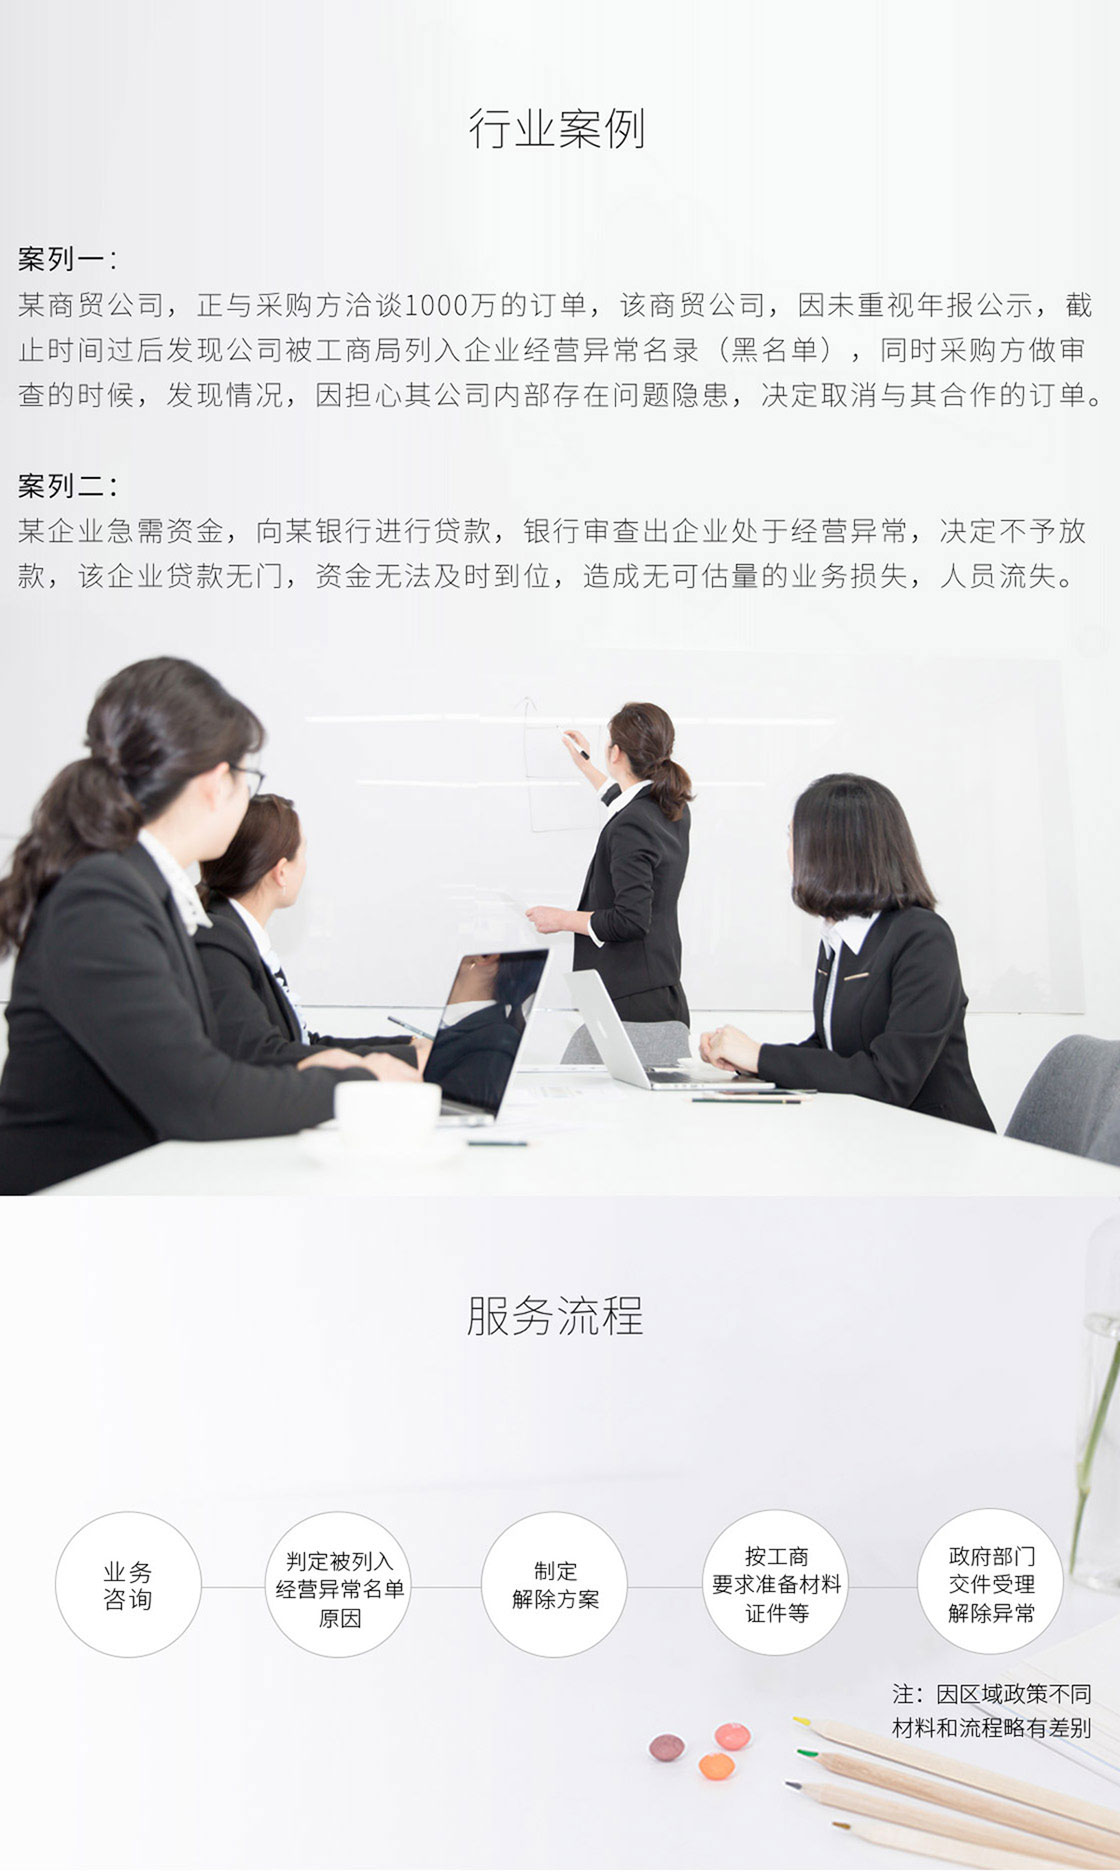 行业案例
案列一：
某商贸公司，正与采购方洽谈1000万的订单，该商贸公司，因未重视年报公示，截
止时间过后发现公司被工商局列入企业经营异常名录（黑名单），同时采购方做审
查的时候，发现情况，因担心其公司内部存在问题隐患，决定取消与其合作的订单。
案列二：
某企业急需资金，向某银行进行贷款，银行审查出企业处于经营异常，决定不予放
款，该企业贷款无门，资金无法及时到位，造成无可估量的业务损失，人员流失。
服务流程
业务
咨询
判定被列入
经营异常名单
原因
制定
解除方案
按工商
要求准备材料
证件等
政府部门
交件受理
解除异常
注：因区域政策不同
材料和流程略有差别